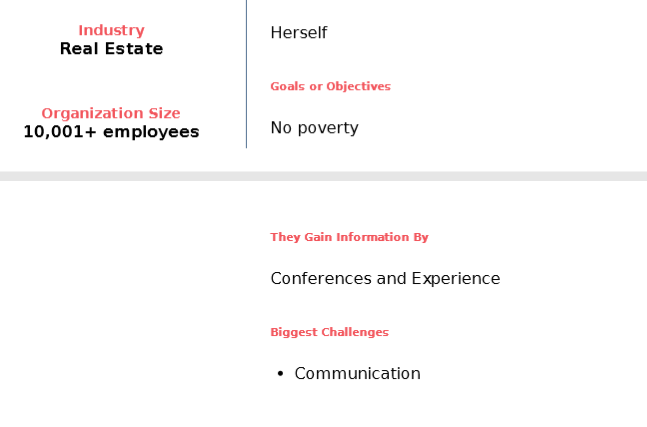 Industry
Real Estate
Organization Size
10,001+ employees
Herself
Goals or Objectives
No poverty
They Gain Information By
Conferences and Experience
Biggest Challenges
• Communication